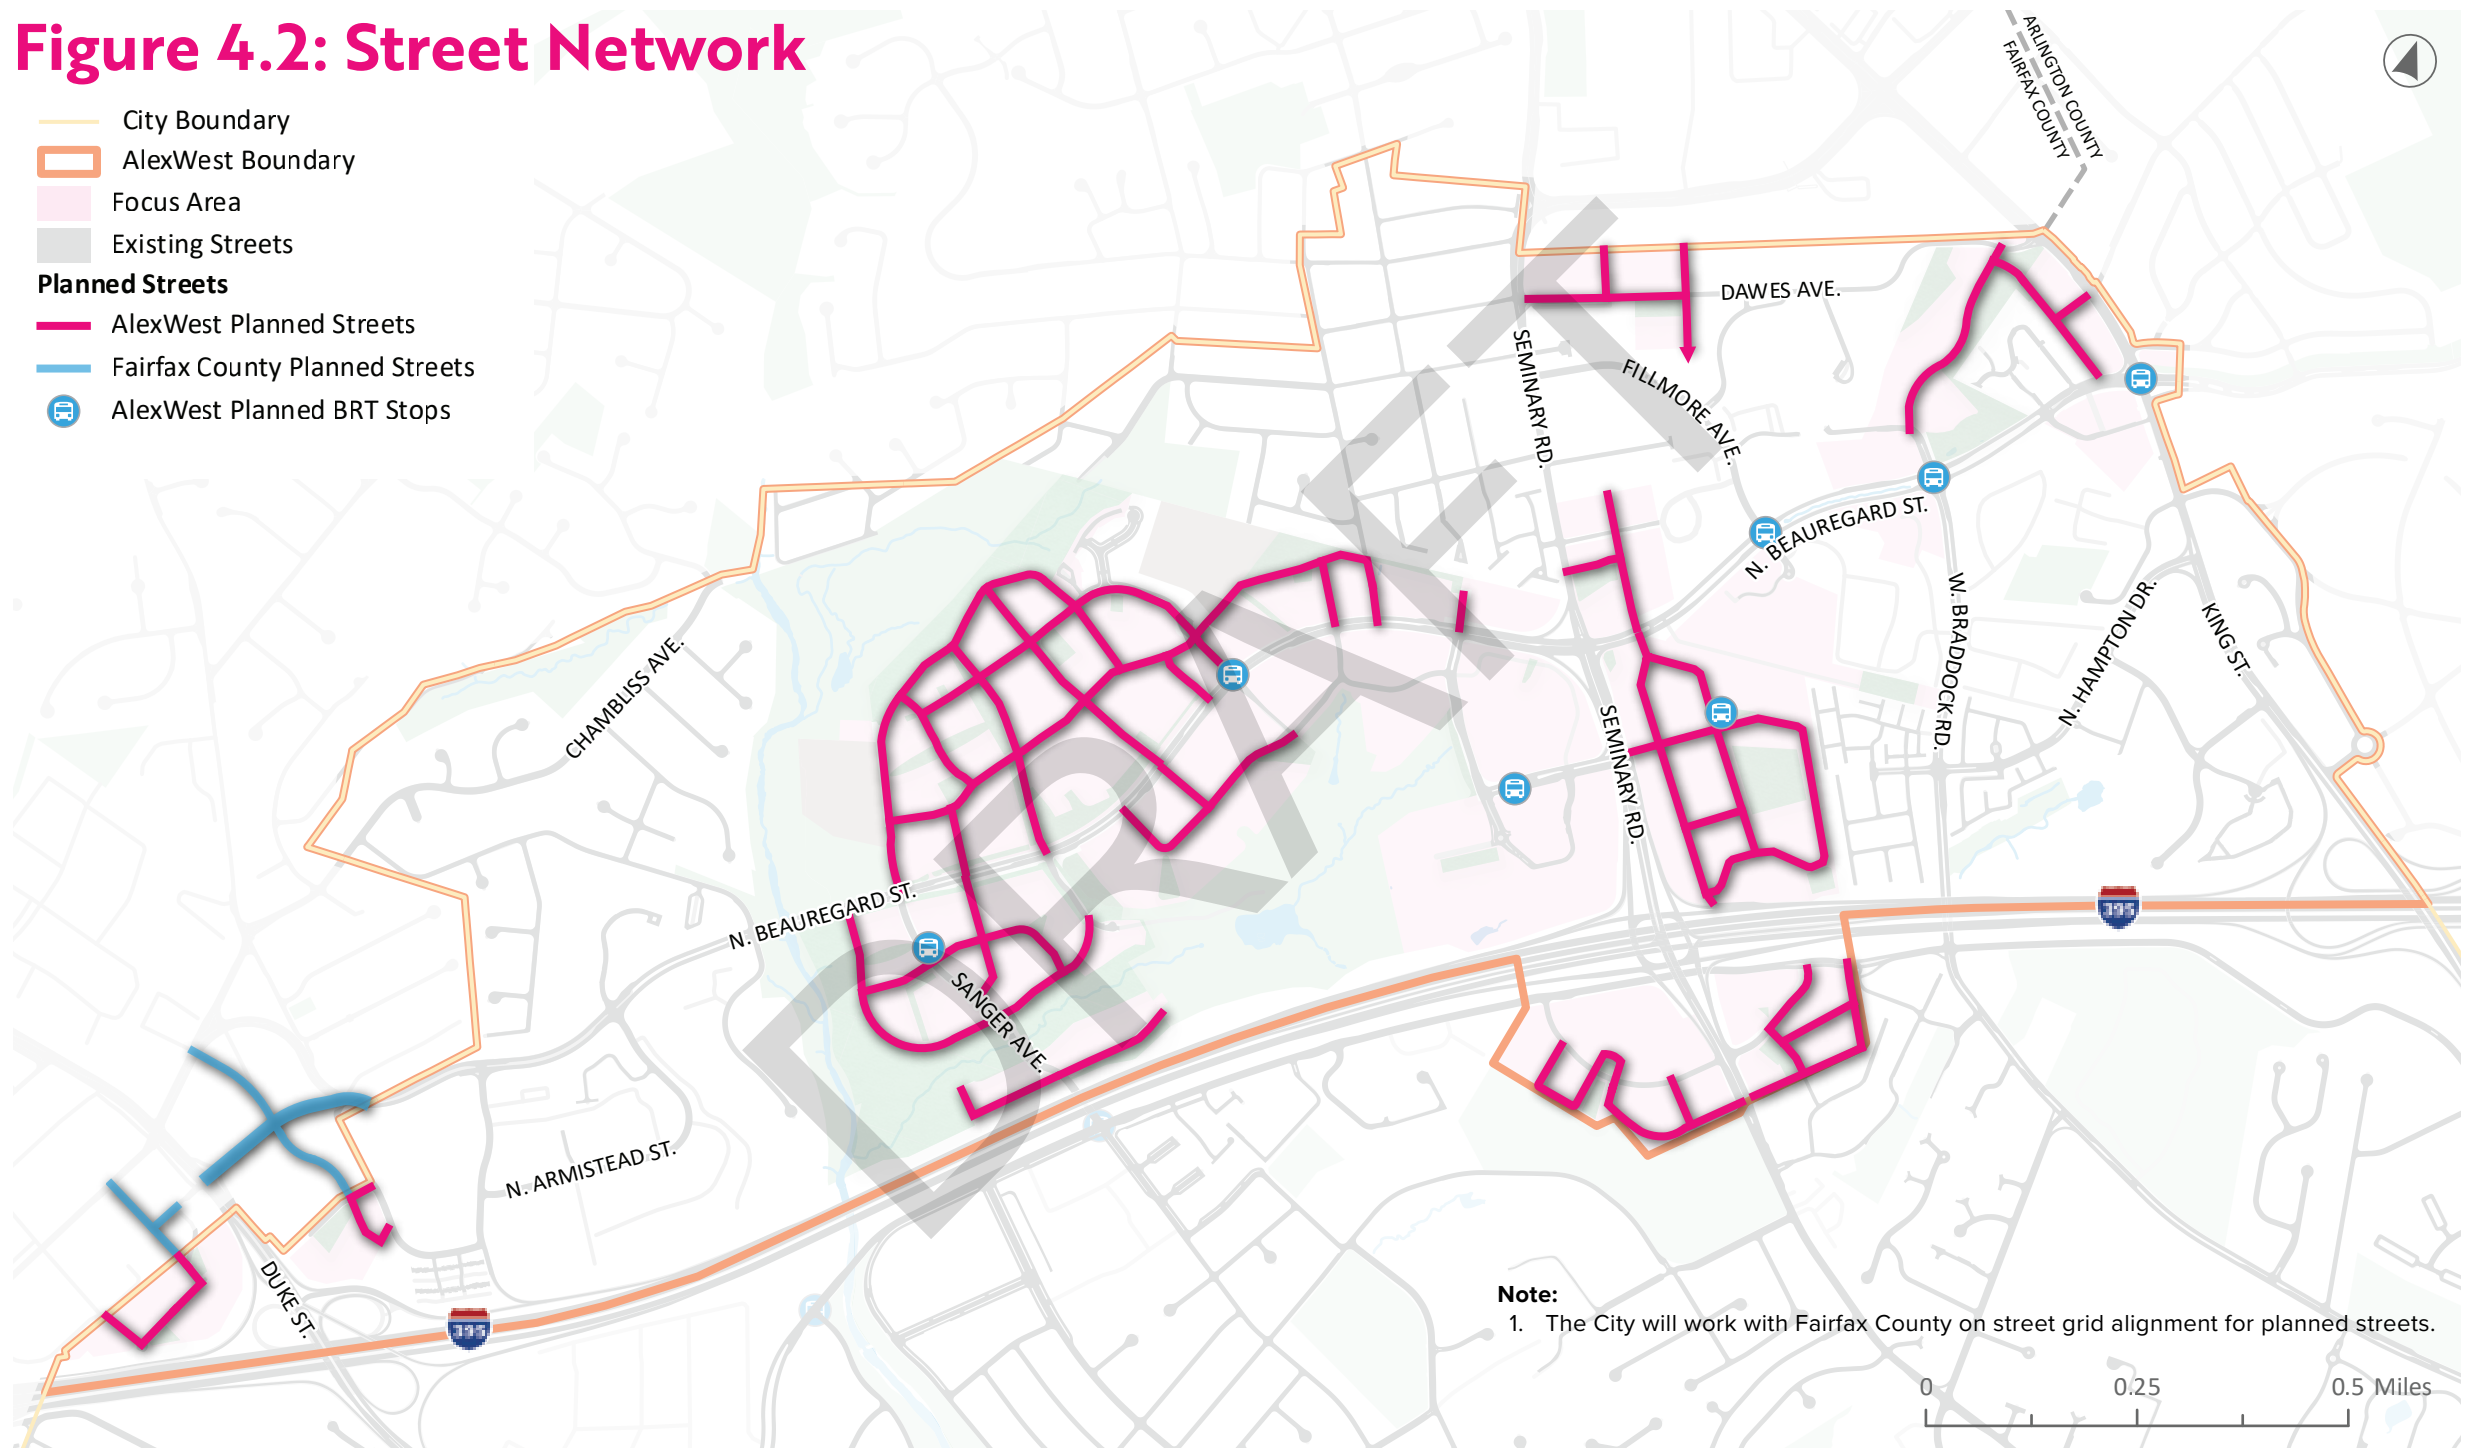 Figure 4.2: Street Network
City Boundary
AlexWest Boundary
Focus Area
Existing Streets
Planned Streets
AlexWest Planned Streets
Fairfax County Planned Streets
AlexWest Planned BRT Stops
ARLINGTON COUNTY
FAIRFAX COUNTY
DAWES AVE.
SEMINARY RD.
FILLMORE AVE.
N. BEAUREGARD ST.
W. BRADDOCK RD.
N. HAMPTON DR.
KING ST.
CHAMBLISS AVE.
SEMINARY RD.
N. BEAUREGARD ST.
395
SANGER AVE.
N. ARMISTEAD ST.
DUKE ST.
395
DRAFT
Note:
1. The City will work with Fairfax County on street grid alignment for planned streets.
0 0.25 0.5 Miles